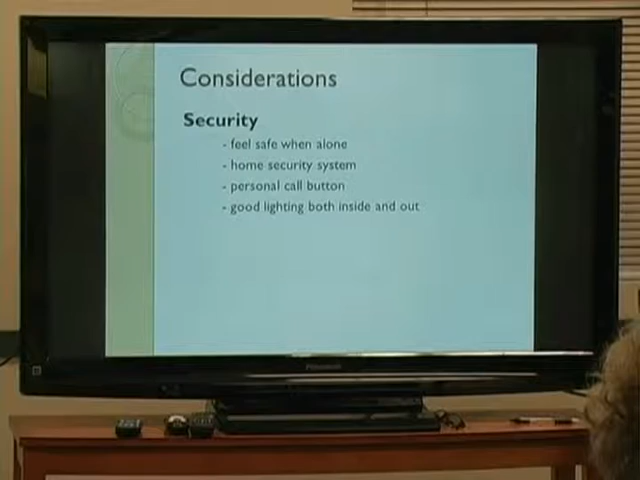 Considerations
Security
- feel safe when alone
- home security system
- personal call button
- good lighting both inside and out